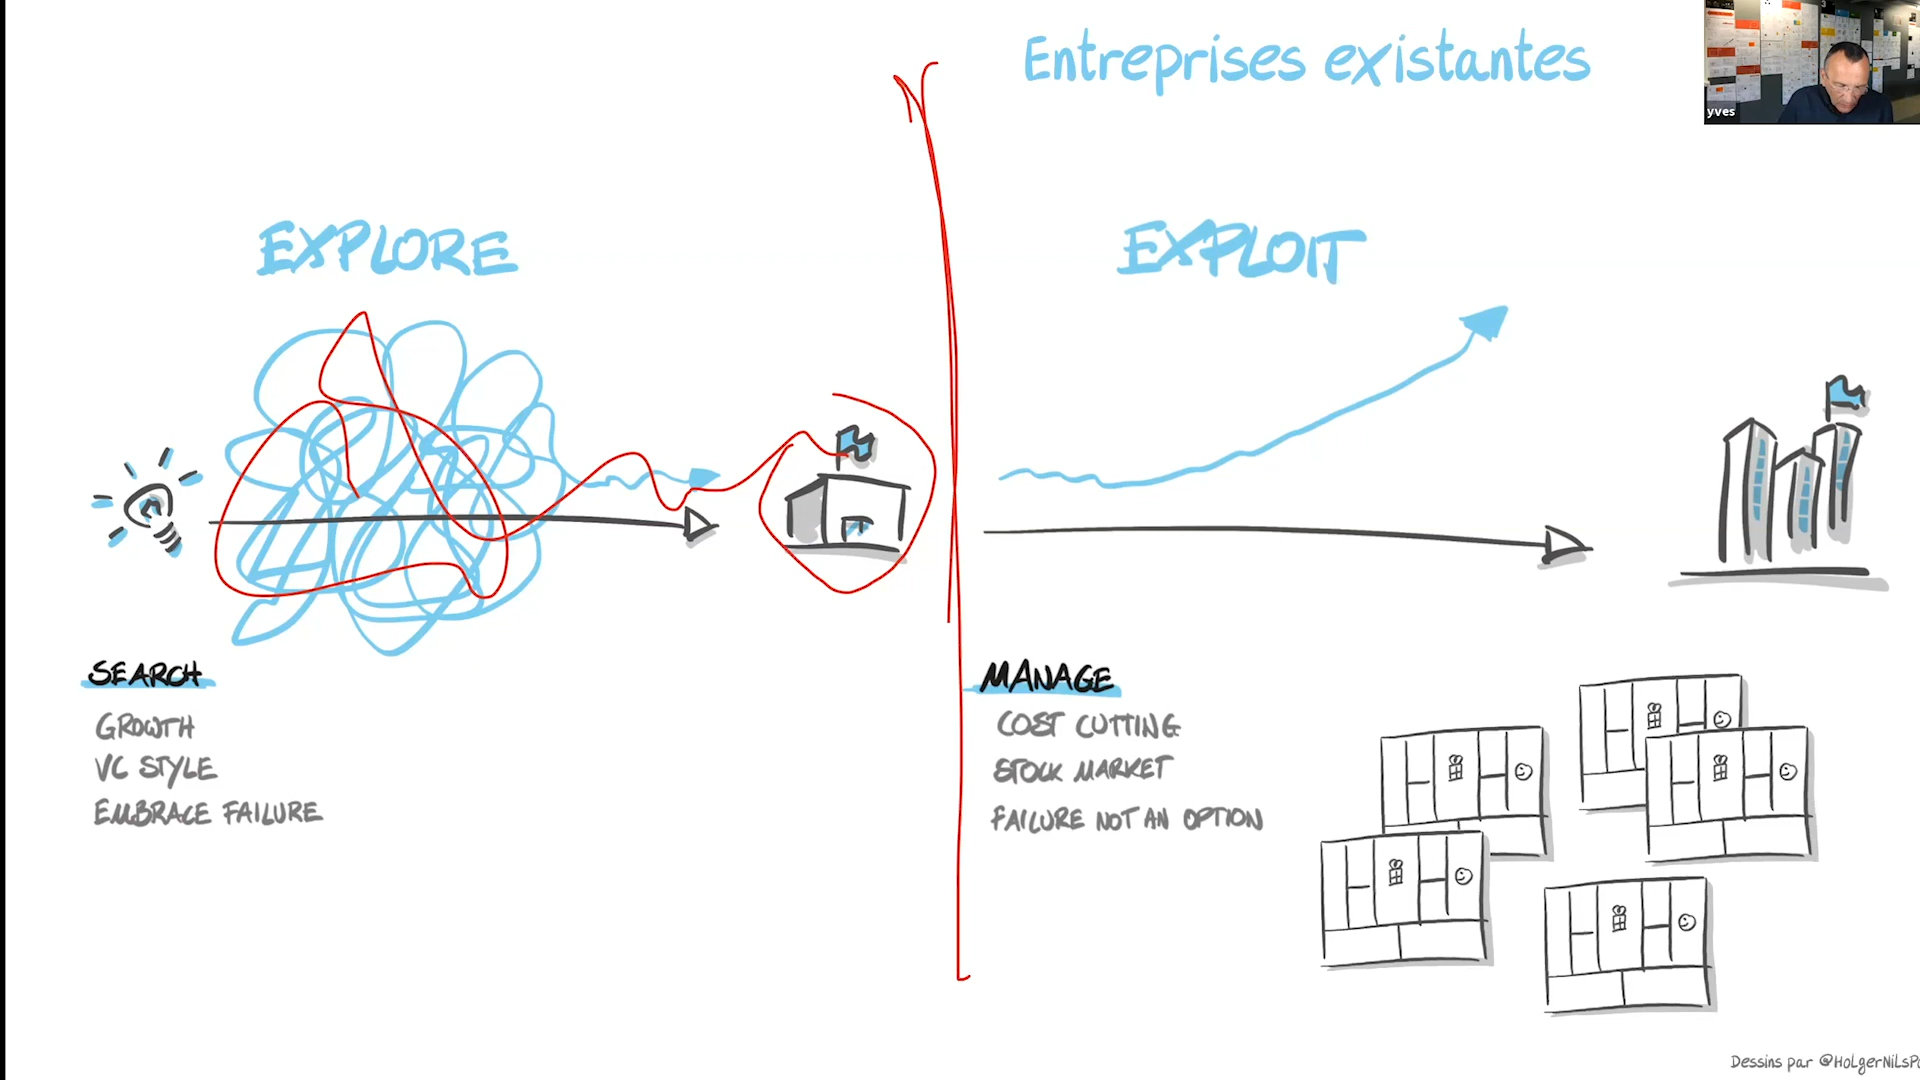 Entreprises existantes
yves
EXPLORE
EXPLOIT
SEARCH
GROWTH
VC STYLE
EMBRACE FAILURE
MANAGE
COST CUTTING
STOCK MARKET
FAILURE NOT AN OPTION
Dessins par @HoLgerNiLsPo